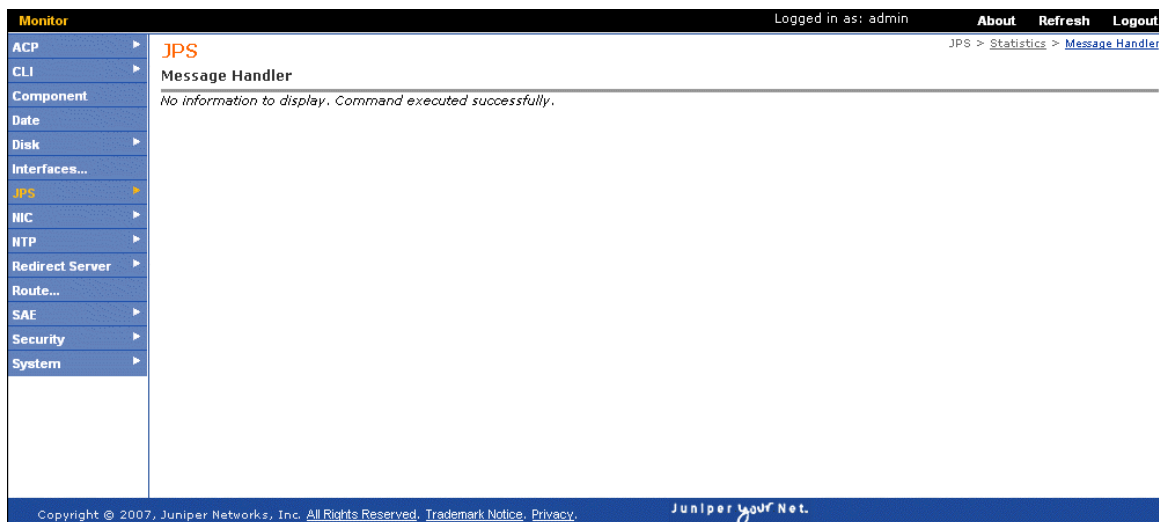 Monitor
Logged in as: admin
About Refresh Logout
JPS > Statistics > Message Handler
ACP
CLI
Component
Date
Disk
Interfaces...
JPS
NIC
NTP
Redirect Server
Route...
SAE
Security
System
JPS
Message Handler
No information to display. Command executed successfully.
Copyright © 2007, Juniper Networks, Inc. All Rights Reserved. Trademark Notice. Privacy.
Juniper your Net.